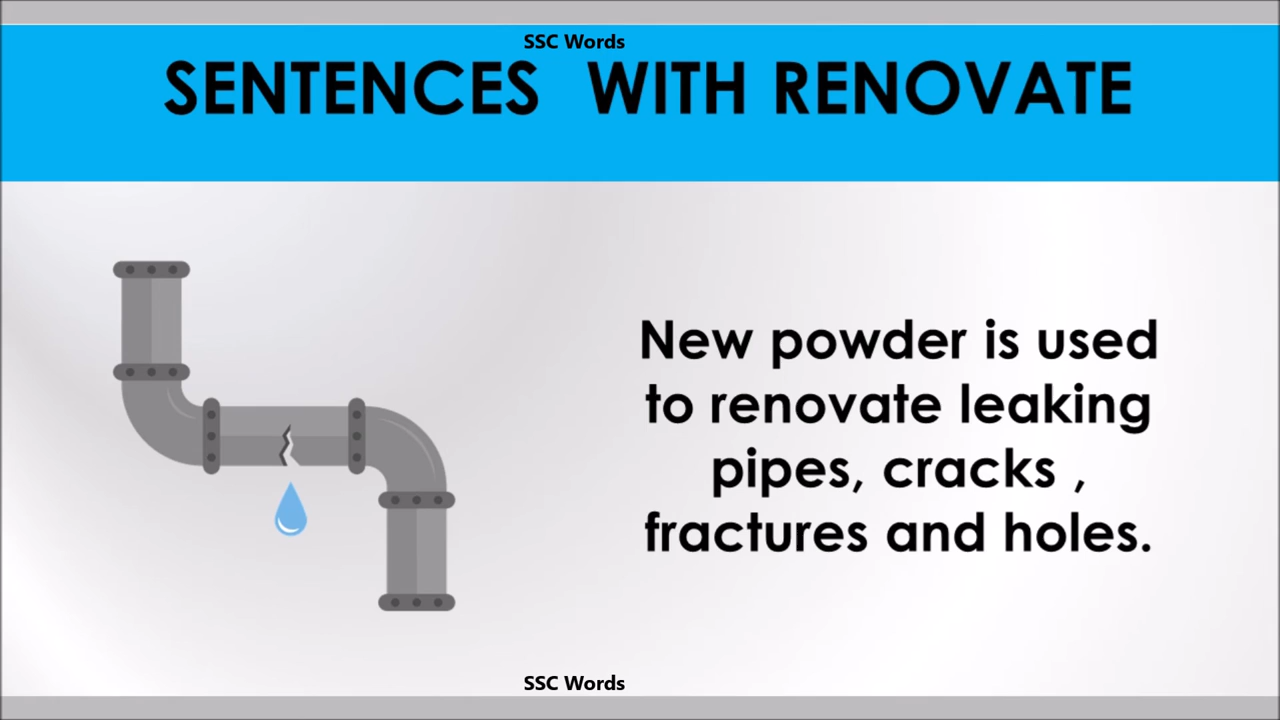 SSC Words
SENTENCES WITH RENOVATE
New powder is used
to renovate leaking
pipes, cracks ,
fractures and holes.
SSC Words